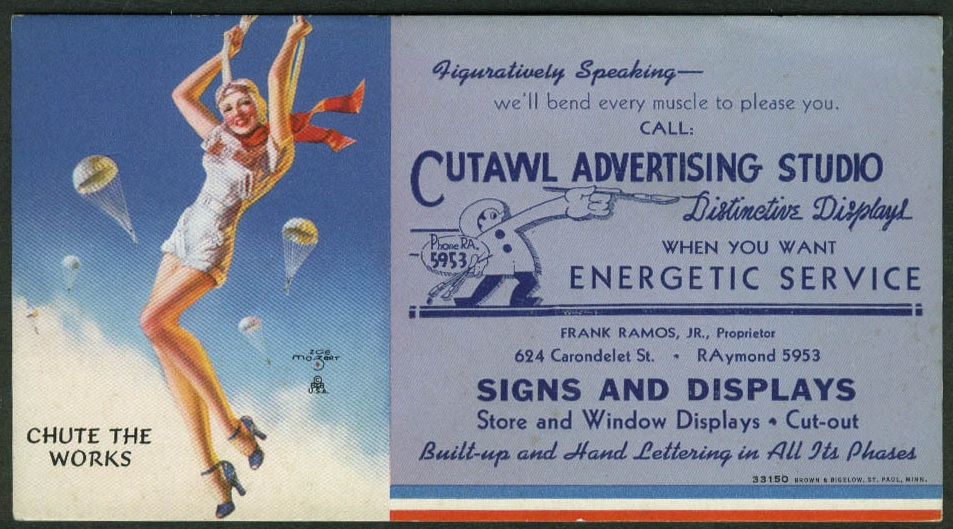 CHUTE THE
WORKS
ZOË
MOZERT
©
B&B
U.S.A.
Figuratively Speaking—
we'll bend every muscle to please you.
CALL:
CUTAWL ADVERTISING STUDIO
Distinctive Displays
Phone RA.
5953
WHEN YOU WANT
ENERGETIC SERVICE
FRANK RAMOS, JR., Proprietor
624 Carondelet St. • RAymond 5953
SIGNS AND DISPLAYS
Store and Window Displays • Cut-out
Built-up and Hand Lettering in All Its Phases
33150 BROWN & BIGELOW, ST. PAUL, MINN.